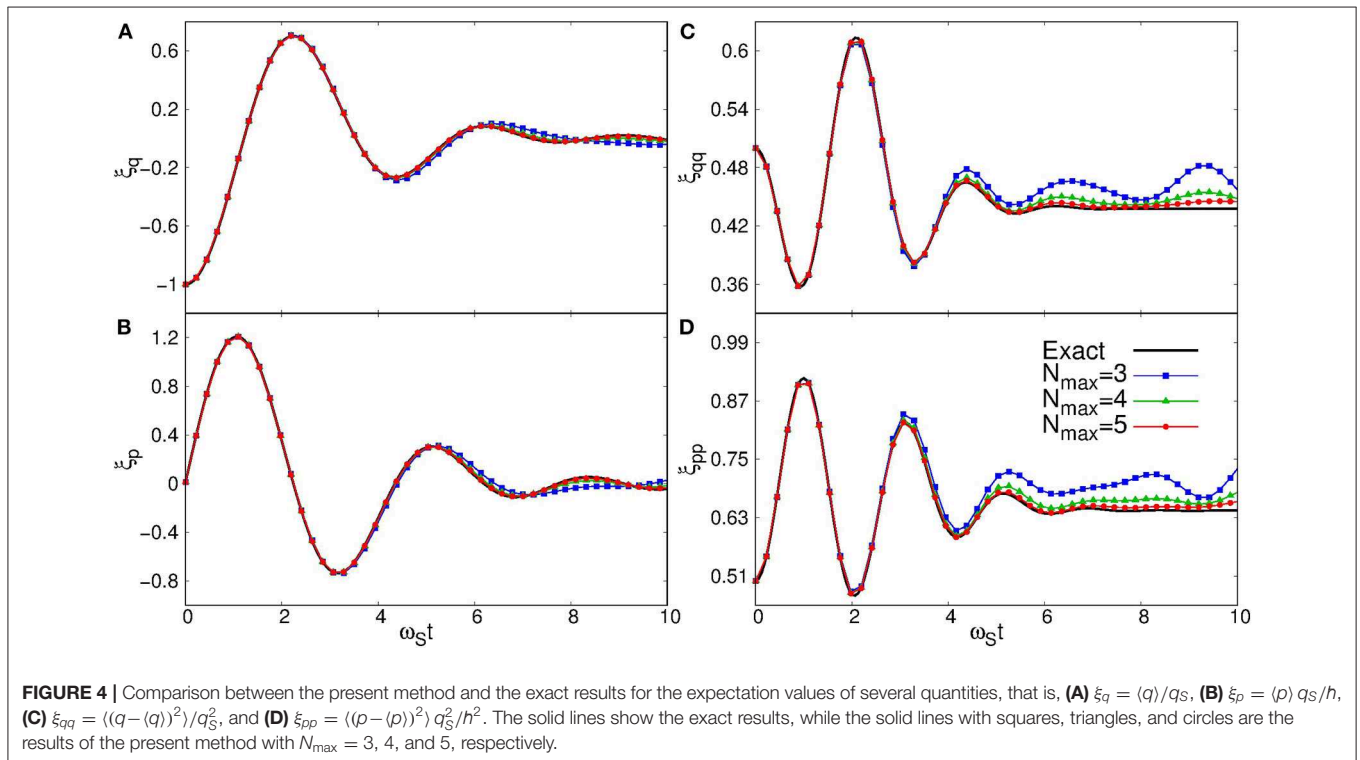 A
0.6
0.2
−0.2
−0.6
−1
ξq
B
1.2
0.8
0.4
0
−0.4
−0.8
ξp
0 2 4 6 8 10
ωSt
C
0.6
0.54
0.48
0.42
0.36
ξqq
D
0.99
0.87
0.75
0.63
0.51
ξpp
Exact
Nmax=3
Nmax=4
Nmax=5
0 2 4 6 8 10
ωSt
FIGURE 4 | Comparison between the present method and the exact results for the expectation values of several quantities, that is, (A) ξq = ⟨q⟩/qS, (B) ξp = ⟨p⟩ qS/h,
(C) ξqq = ⟨(q−⟨q⟩)²⟩/q²S, and (D) ξpp = ⟨(p−⟨p⟩)²⟩ q²S/h². The solid lines show the exact results, while the solid lines with squares, triangles, and circles are the
results of the present method with Nmax = 3, 4, and 5, respectively.